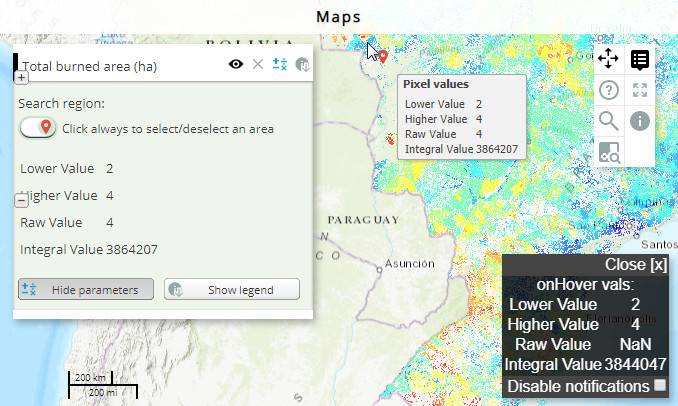 Maps
BOLIVIA
Total burned area (ha)
Search region:
Click always to select/deselect an area
Lower Value 2
Higher Value 4
Raw Value 4
Integral Value 3864207
Hide parameters
Show legend
Pixel values
Lower Value 2
Higher Value 4
Raw Value 4
Integral Value 3864207
PARAGUAY
Asunción
Santos
Close [x]
onHover vals:
Lower Value 2
Higher Value 4
Raw Value NaN
Integral Value 3844047
Disable notifications
200 km
200 mi